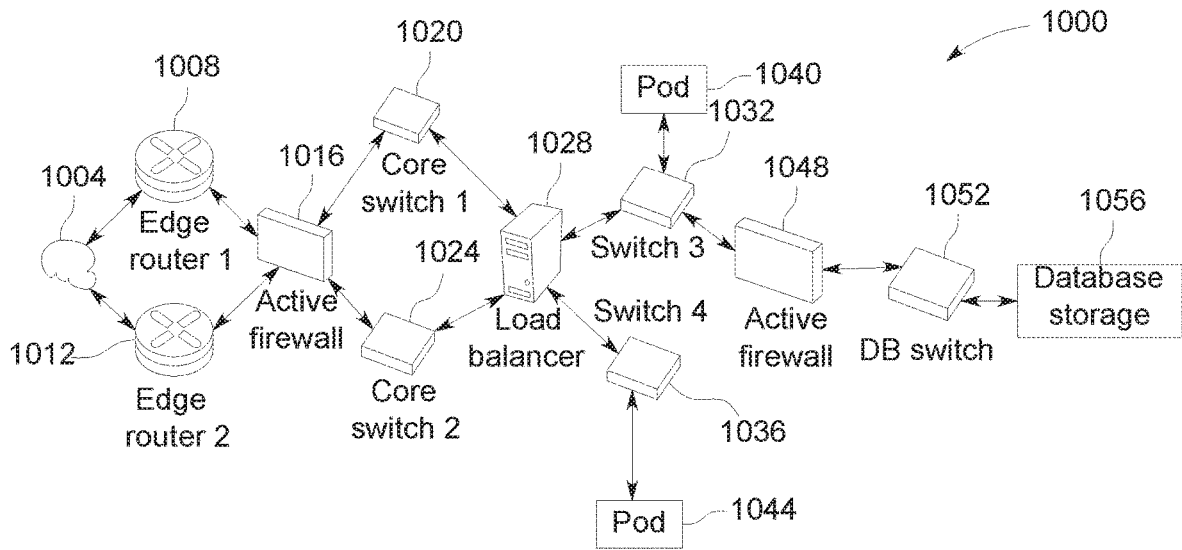 1000
1020
1008
Pod
1040
1032
1004
1016
Core
switch 1
1028
1048
1052
1056
Edge
router 1
Switch 3
1024
Database
storage
Active
firewall
Load
balancer
Switch 4
Active
firewall
DB switch
1012
Edge
router 2
Core
switch 2
1036
Pod
1044